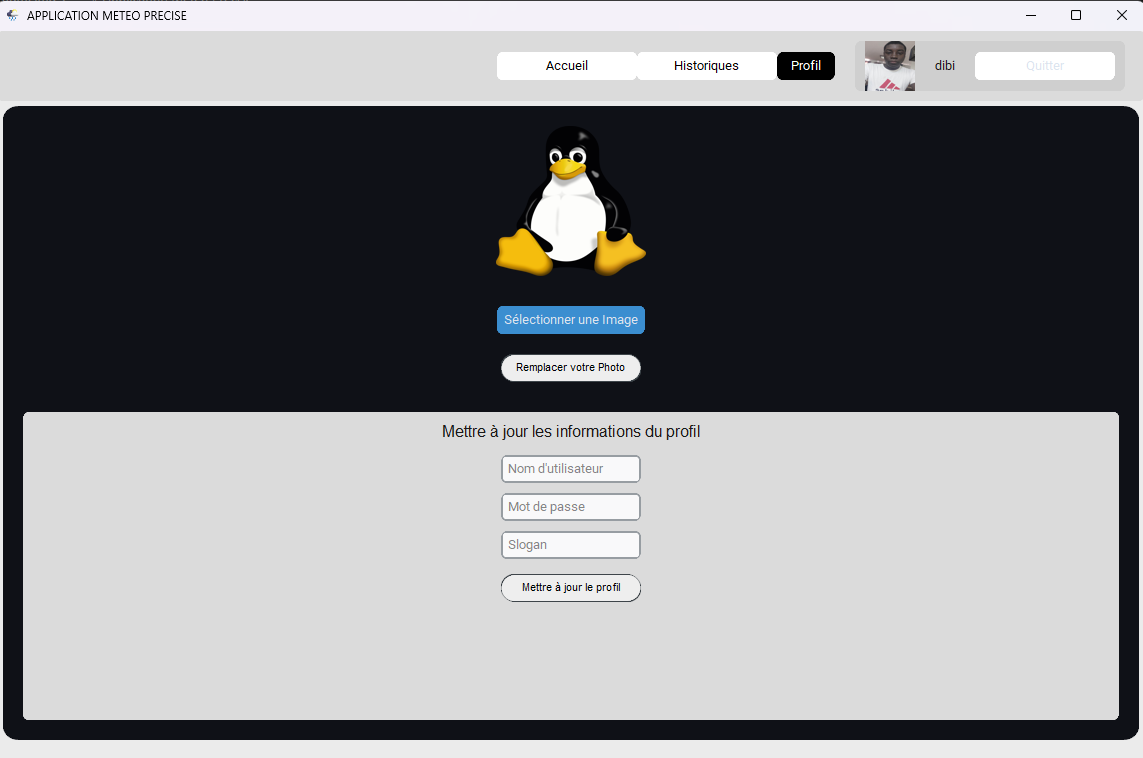 APPLICATION METEO PRECISE
Accueil
Historiques
Profil
dibi
Quitter
Sélectionner une Image
Remplacer votre Photo
Mettre à jour les informations du profil
Nom d'utilisateur
Mot de passe
Slogan
Mettre à jour le profil